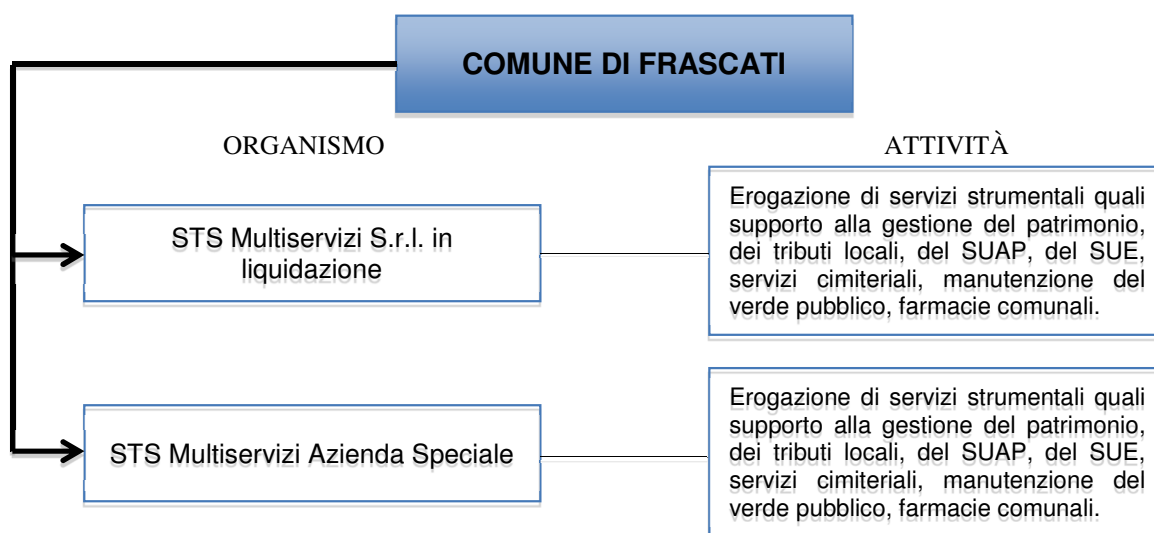 COMUNE DI FRASCATI
ORGANISMO
ATTIVITÀ
STS Multiservizi S.r.l. in
liquidazione
Erogazione di servizi strumentali quali
supporto alla gestione del patrimonio,
dei tributi locali, del SUAP, del SUE,
servizi cimiteriali, manutenzione del
verde pubblico, farmacie comunali.
STS Multiservizi Azienda Speciale
Erogazione di servizi strumentali quali
supporto alla gestione del patrimonio,
dei tributi locali, del SUAP, del SUE,
servizi cimiteriali, manutenzione del
verde pubblico, farmacie comunali.